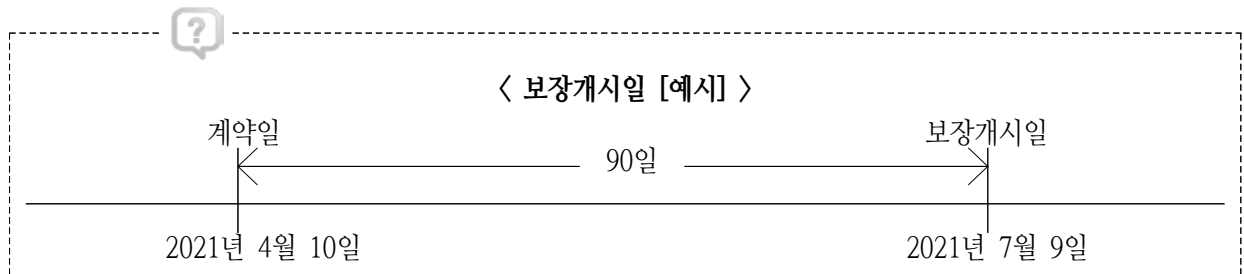 ?
〈 보장개시일 [예시] 〉
계약일 보장개시일
90일
2021년 4월 10일 2021년 7월 9일